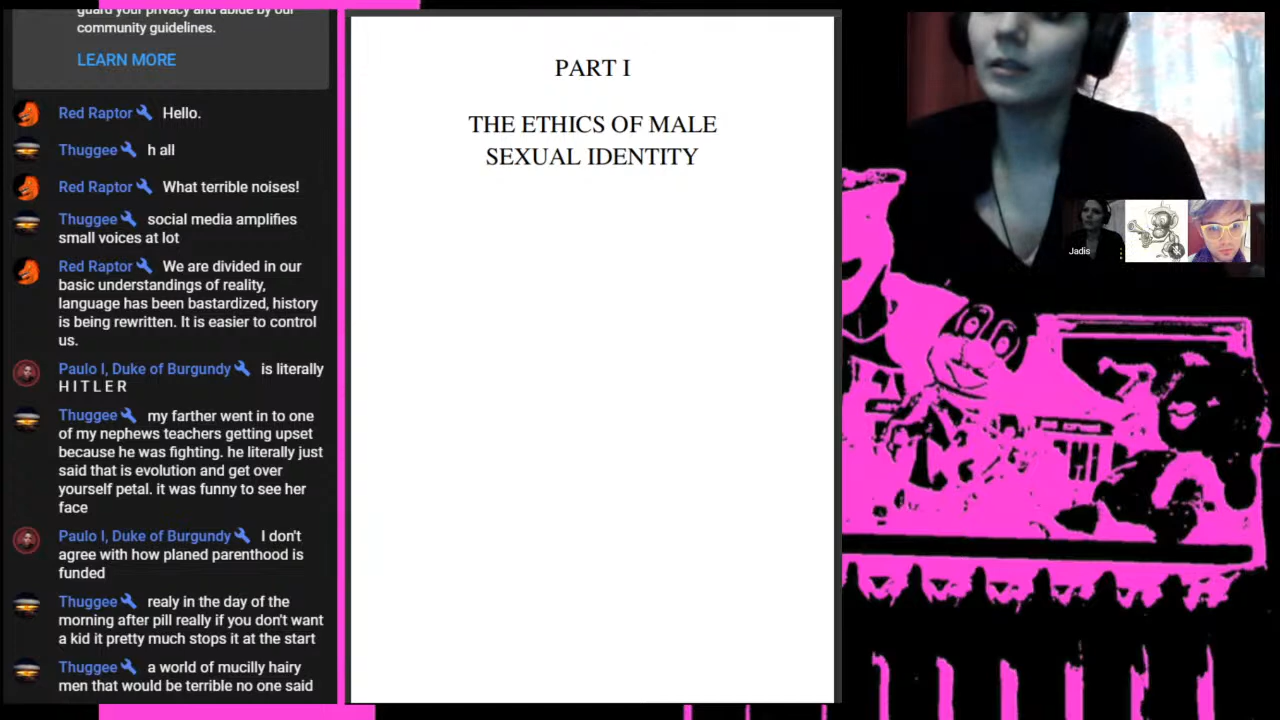 guard your privacy and abide by our
community guidelines.
LEARN MORE
Red Raptor Hello.
Thuggee h all
Red Raptor What terrible noises!
Thuggee social media amplifies
small voices at lot
Red Raptor We are divided in our
basic understandings of reality,
language has been bastardized, history
is being rewritten. It is easier to control
us.
Paulo I, Duke of Burgundy is literally
H I T L E R
Thuggee my farther went in to one
of my nephews teachers getting upset
because he was fighting. he literally just
said that is evolution and get over
yourself petal. it was funny to see her
face
Paulo I, Duke of Burgundy I don't
agree with how planed parenthood is
funded
Thuggee realy in the day of the
morning after pill really if you don't want
a kid it pretty much stops it at the start
Thuggee a world of mucilly hairy
men that would be terrible no one said
PART I
THE ETHICS OF MALE
SEXUAL IDENTITY
Jadis